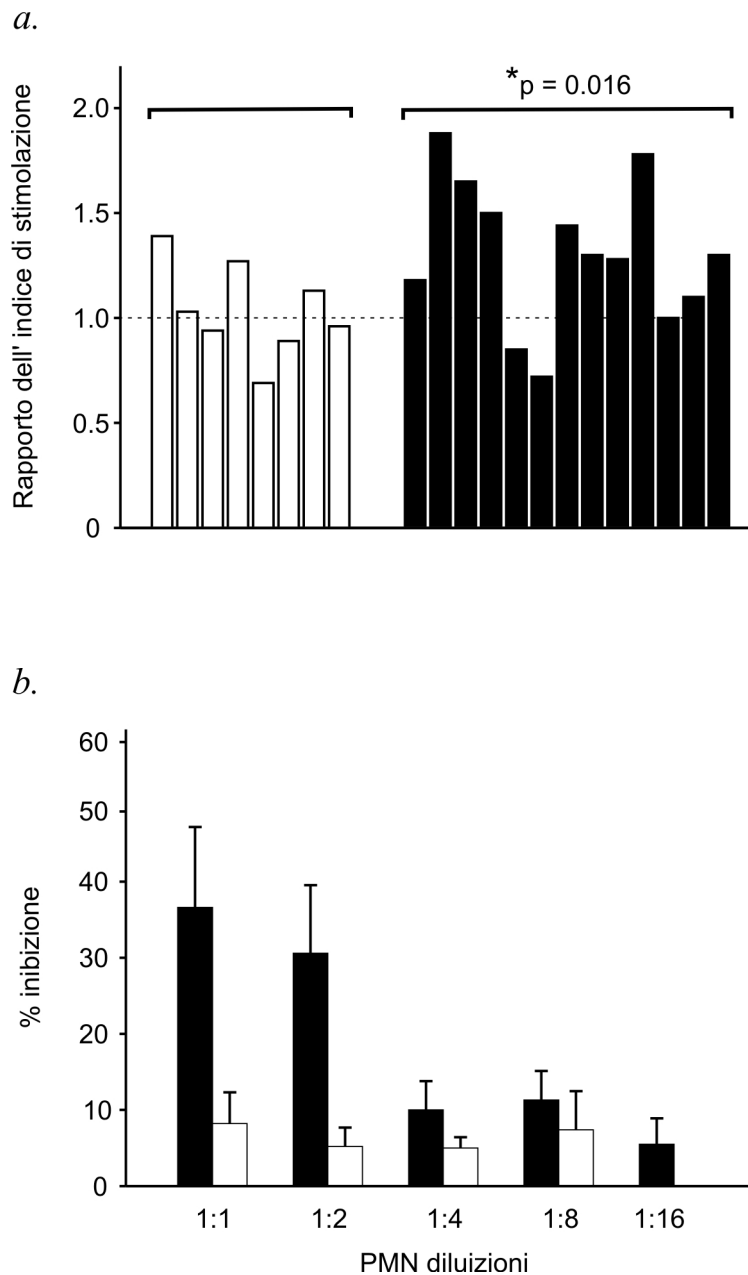 a.
*p = 0.016
Rapporto dell' indice di stimolazione
2.0
1.5
1.0
0.5
0
b.
% inibizione
60
50
40
30
20
10
0
1:1 1:2 1:4 1:8 1:16
PMN diluizioni